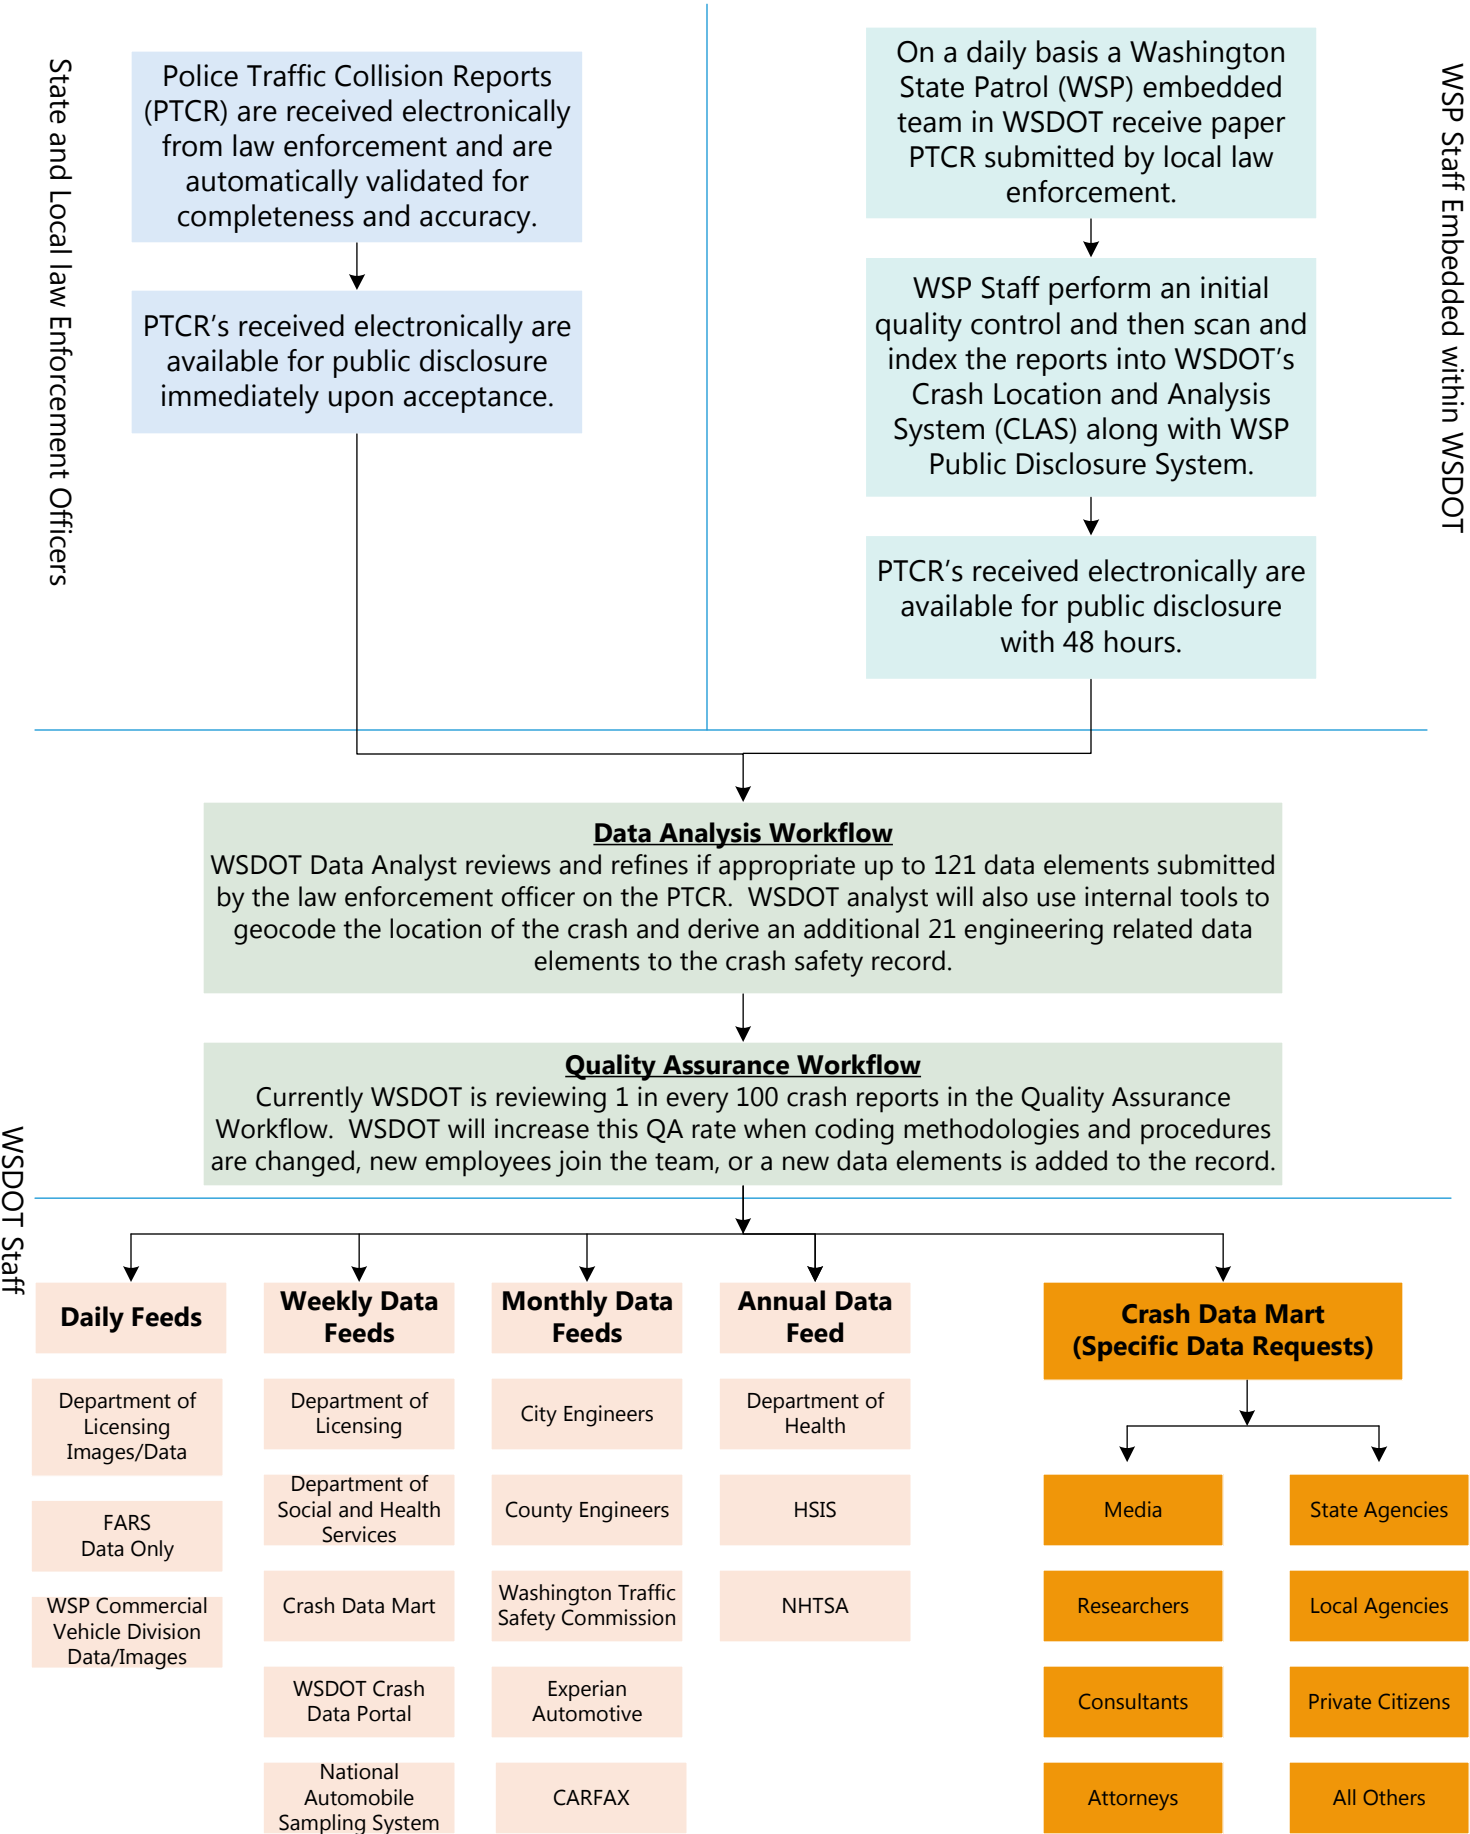 State and Local law Enforcement Officers
Police Traffic Collision Reports
(PTCR) are received electronically
from law enforcement and are
automatically validated for
completeness and accuracy.
PTCR’s received electronically are
available for public disclosure
immediately upon acceptance.
On a daily basis a Washington
State Patrol (WSP) embedded
team in WSDOT receive paper
PTCR submitted by local law
enforcement.
WSP Staff perform an initial
quality control and then scan and
index the reports into WSDOT’s
Crash Location and Analysis
System (CLAS) along with WSP
Public Disclosure System.
PTCR’s received electronically are
available for public disclosure
with 48 hours.
WSP Staff Embedded within WSDOT
Data Analysis Workflow
WSDOT Data Analyst reviews and refines if appropriate up to 121 data elements submitted
by the law enforcement officer on the PTCR.  WSDOT analyst will also use internal tools to
geocode the location of the crash and derive an additional 21 engineering related data
elements to the crash safety record.
Quality Assurance Workflow
Currently WSDOT is reviewing 1 in every 100 crash reports in the Quality Assurance
Workflow.  WSDOT will increase this QA rate when coding methodologies and procedures
are changed, new employees join the team, or a new data elements is added to the record.
WSDOT Staff
Daily Feeds
Department of
Licensing
Images/Data
FARS
Data Only
WSP Commercial
Vehicle Division
Data/Images
Weekly Data
Feeds
Department of
Licensing
Department of
Social and Health
Services
Crash Data Mart
WSDOT Crash
Data Portal
National
Automobile
Sampling System
Monthly Data
Feeds
City Engineers
County Engineers
Washington Traffic
Safety Commission
Experian
Automotive
CARFAX
Annual Data
Feed
Department of
Health
HSIS
NHTSA
Crash Data Mart
(Specific Data Requests)
Media
Researchers
Consultants
Attorneys
State Agencies
Local Agencies
Private Citizens
All Others